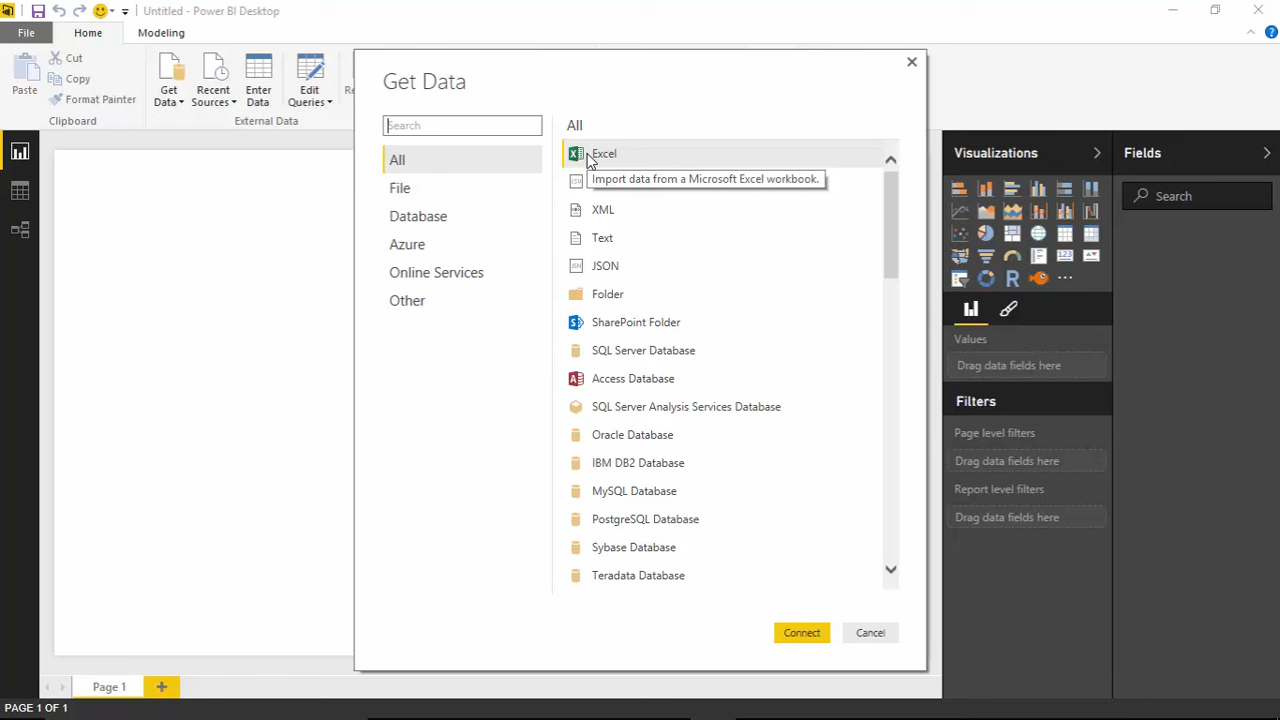 Untitled - Power BI Desktop
File
Home
Modeling
Paste
Cut
Copy
Format Painter
Clipboard
Get Data
Recent Sources
Enter Data
Edit Queries
External Data
Get Data
Search
All
File
Database
Azure
Online Services
Other
All
Excel
Import data from a Microsoft Excel workbook.
XML
Text
JSON
Folder
SharePoint Folder
SQL Server Database
Access Database
SQL Server Analysis Services Database
Oracle Database
IBM DB2 Database
MySQL Database
PostgreSQL Database
Sybase Database
Teradata Database
Connect
Cancel
Visualizations
Values
Drag data fields here
Filters
Page level filters
Drag data fields here
Report level filters
Drag data fields here
Fields
Search
Page 1
PAGE 1 OF 1